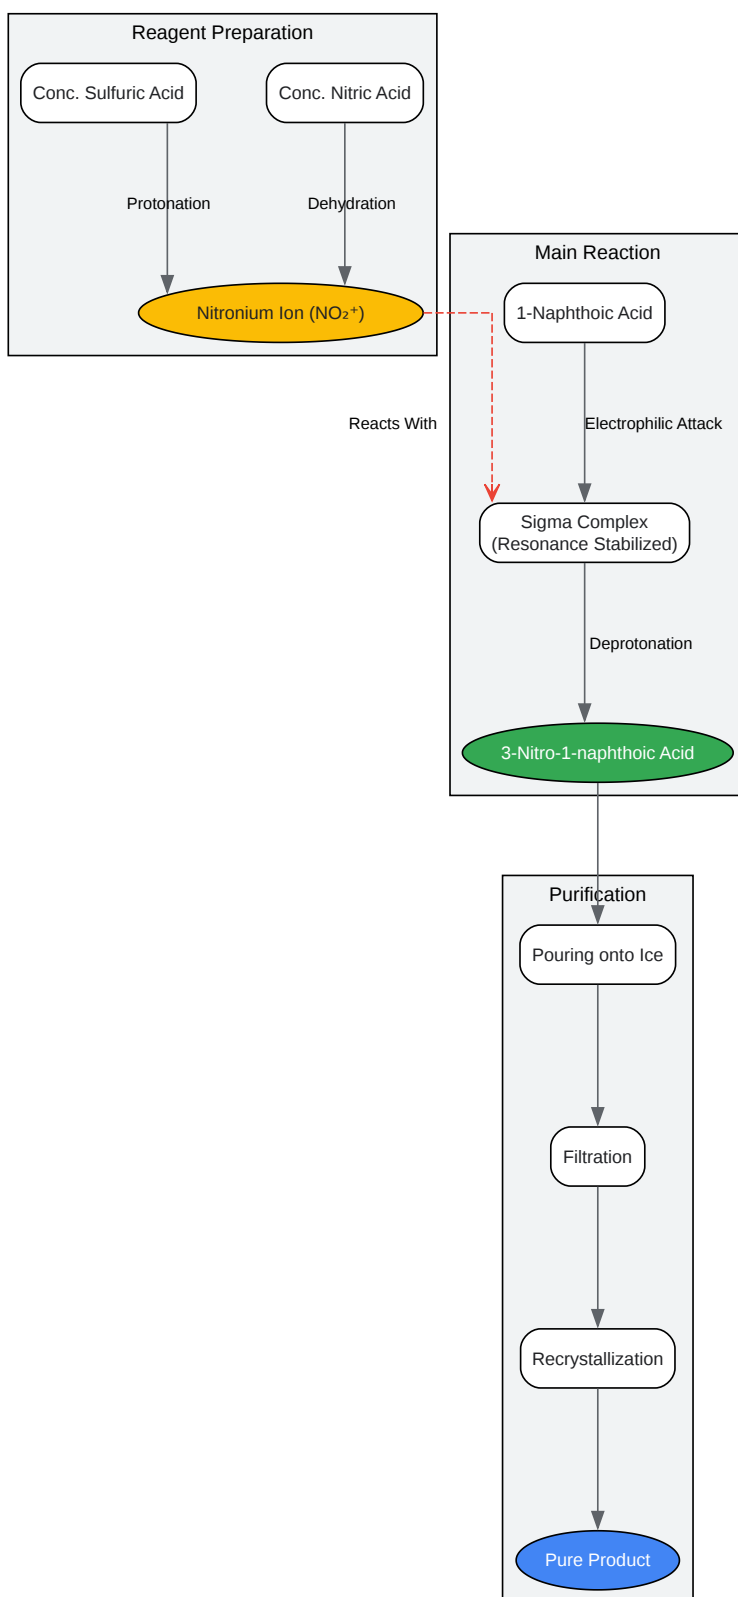 Reagent Preparation
Conc. Sulfuric Acid
Conc. Nitric Acid
Protonation
Dehydration
Nitronium Ion (NO₂⁺)
Main Reaction
1-Naphthoic Acid
Reacts With
Electrophilic Attack
Sigma Complex
(Resonance Stabilized)
Deprotonation
3-Nitro-1-naphthoic Acid
Purification
Pouring onto Ice
Filtration
Recrystallization
Pure Product